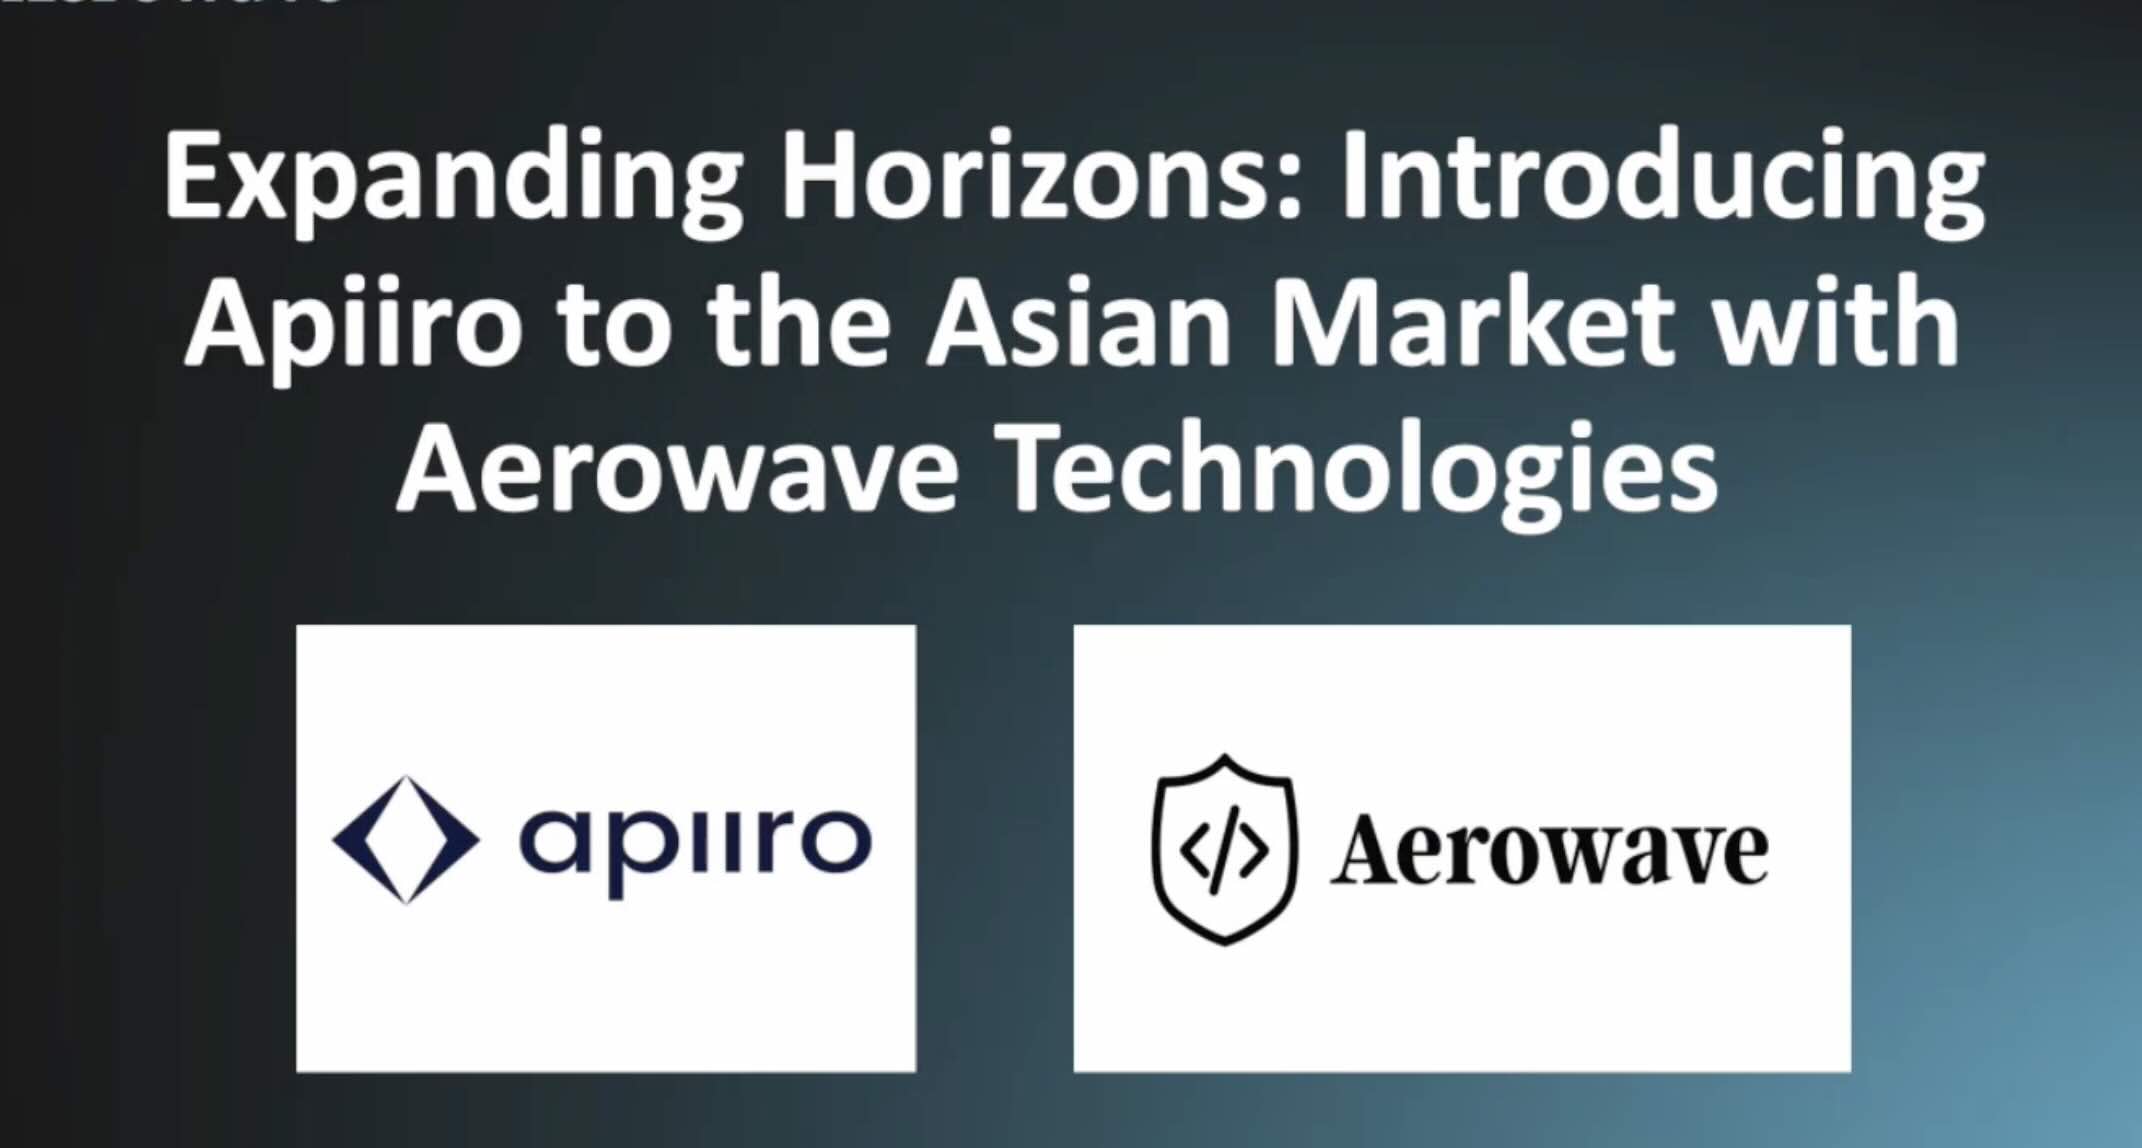 Expanding Horizons: Introducing
Apiiro to the Asian Market with
Aerowave Technologies
apiiro
</> Aerowave